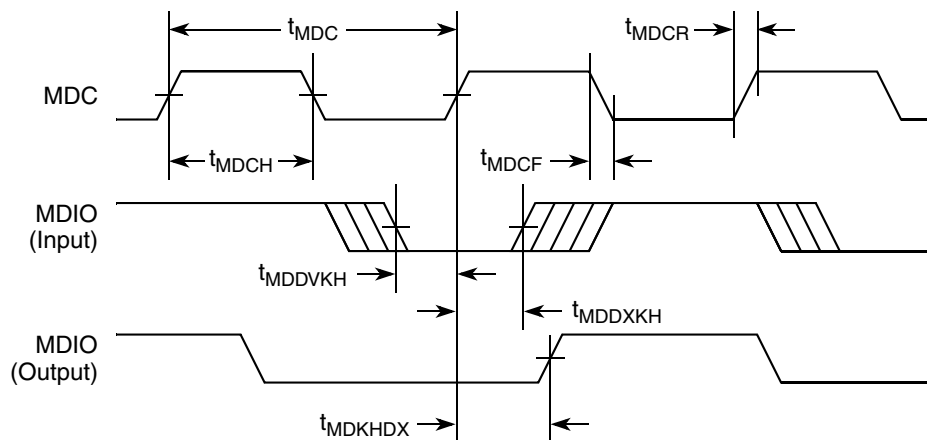 tMDC
tMDCR
MDC
tMDCH
tMDCF
MDIO
(Input)
tMDDVKH
tMDDXKH
MDIO
(Output)
tMDKHDX